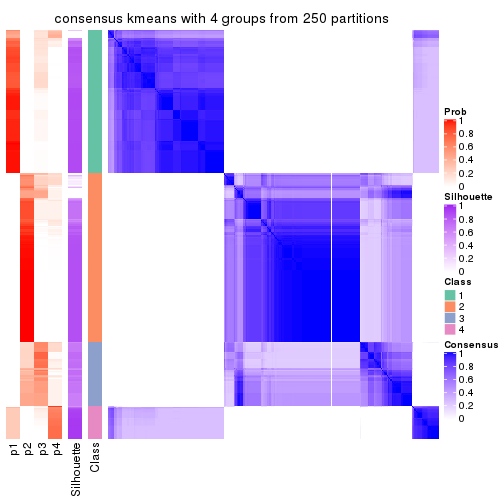 consensus kmeans with 4 groups from 250 partitions
Prob
1
0.8
0.6
0.4
0.2
0
Silhouette
1
0.8
0.6
0.4
0.2
0
Class
1
2
3
4
Consensus
1
0.8
0.6
0.4
0.2
0
p1
p2
p3
p4
Silhouette
Class